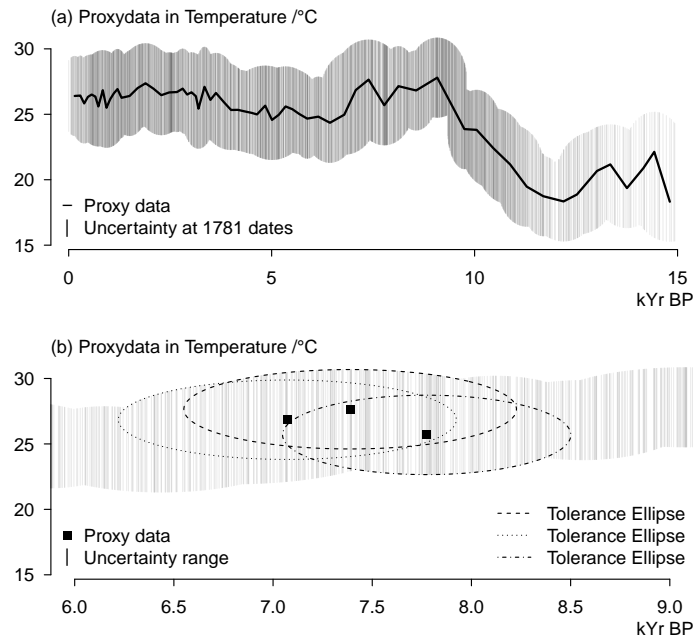 (a) Proxydata in Temperature /°C
30
25
20
15
Proxy data
Uncertainty at 1781 dates
0 5 10 15
kYr BP
(b) Proxydata in Temperature /°C
30
25
20
15
Proxy data
Uncertainty range
Tolerance Ellipse
Tolerance Ellipse
Tolerance Ellipse
6.0 6.5 7.0 7.5 8.0 8.5 9.0
kYr BP